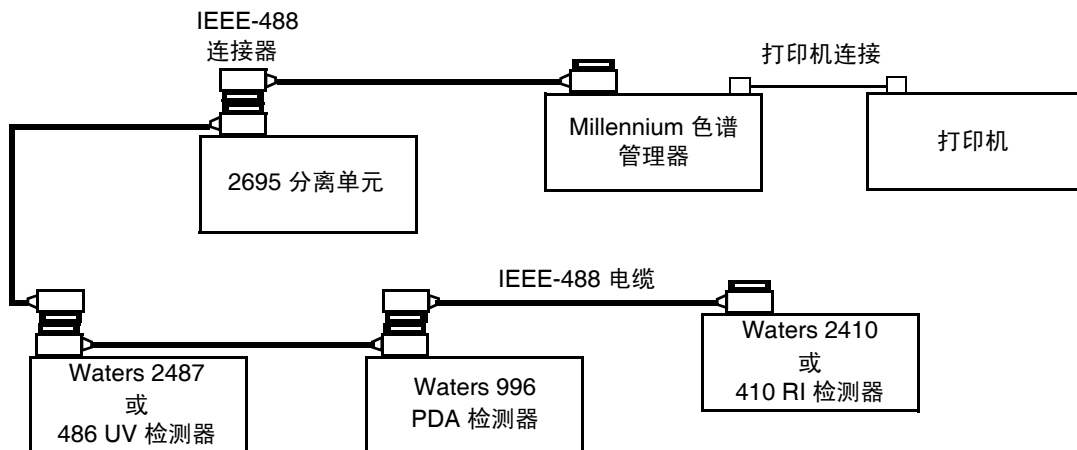 IEEE-488
连接器
打印机连接
Millennium 色谱
管理器
打印机
2695 分离单元
IEEE-488 电缆
Waters 2487
或
486 UV 检测器
Waters 996
PDA 检测器
Waters 2410
或
410 RI 检测器